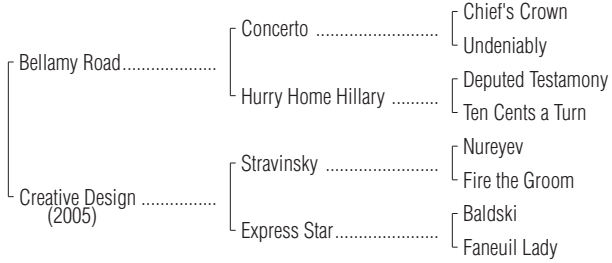 Chief's Crown
Concerto ..........................
Undeniably
Bellamy Road....................
Deputed Testamony
Hurry Home Hillary ..........
Ten Cents a Turn
Nureyev
Stravinsky ........................
Fire the Groom
Creative Design ................
(2005)
Baldski
Express Star......................
Faneuil Lady